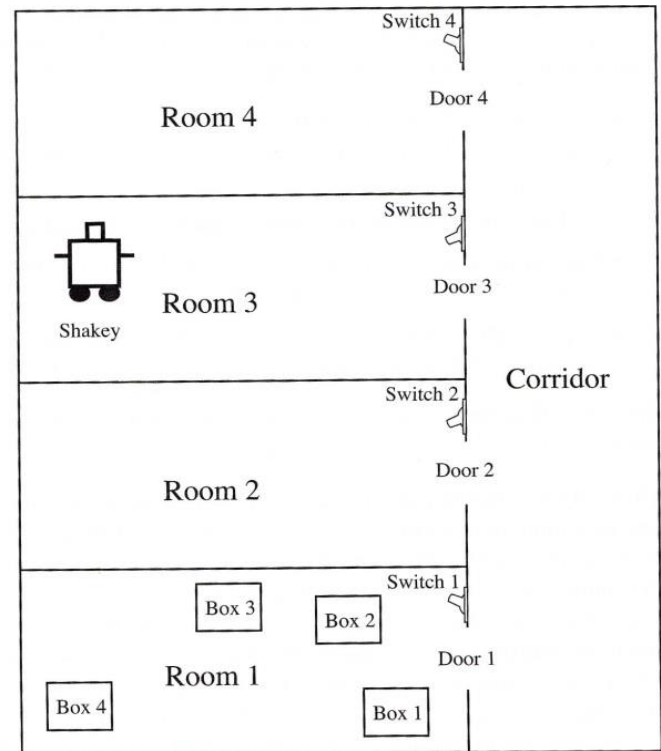 Switch 4
Door 4
Room 4
Switch 3
Door 3
Room 3
Shakey
Corridor
Switch 2
Door 2
Room 2
Switch 1
Box 3
Box 2
Door 1
Room 1
Box 4
Box 1